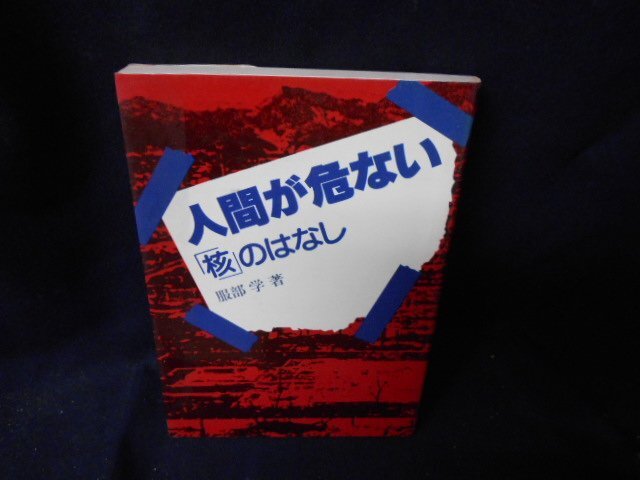 人間が危ない
「核」のはなし
服部 学 著